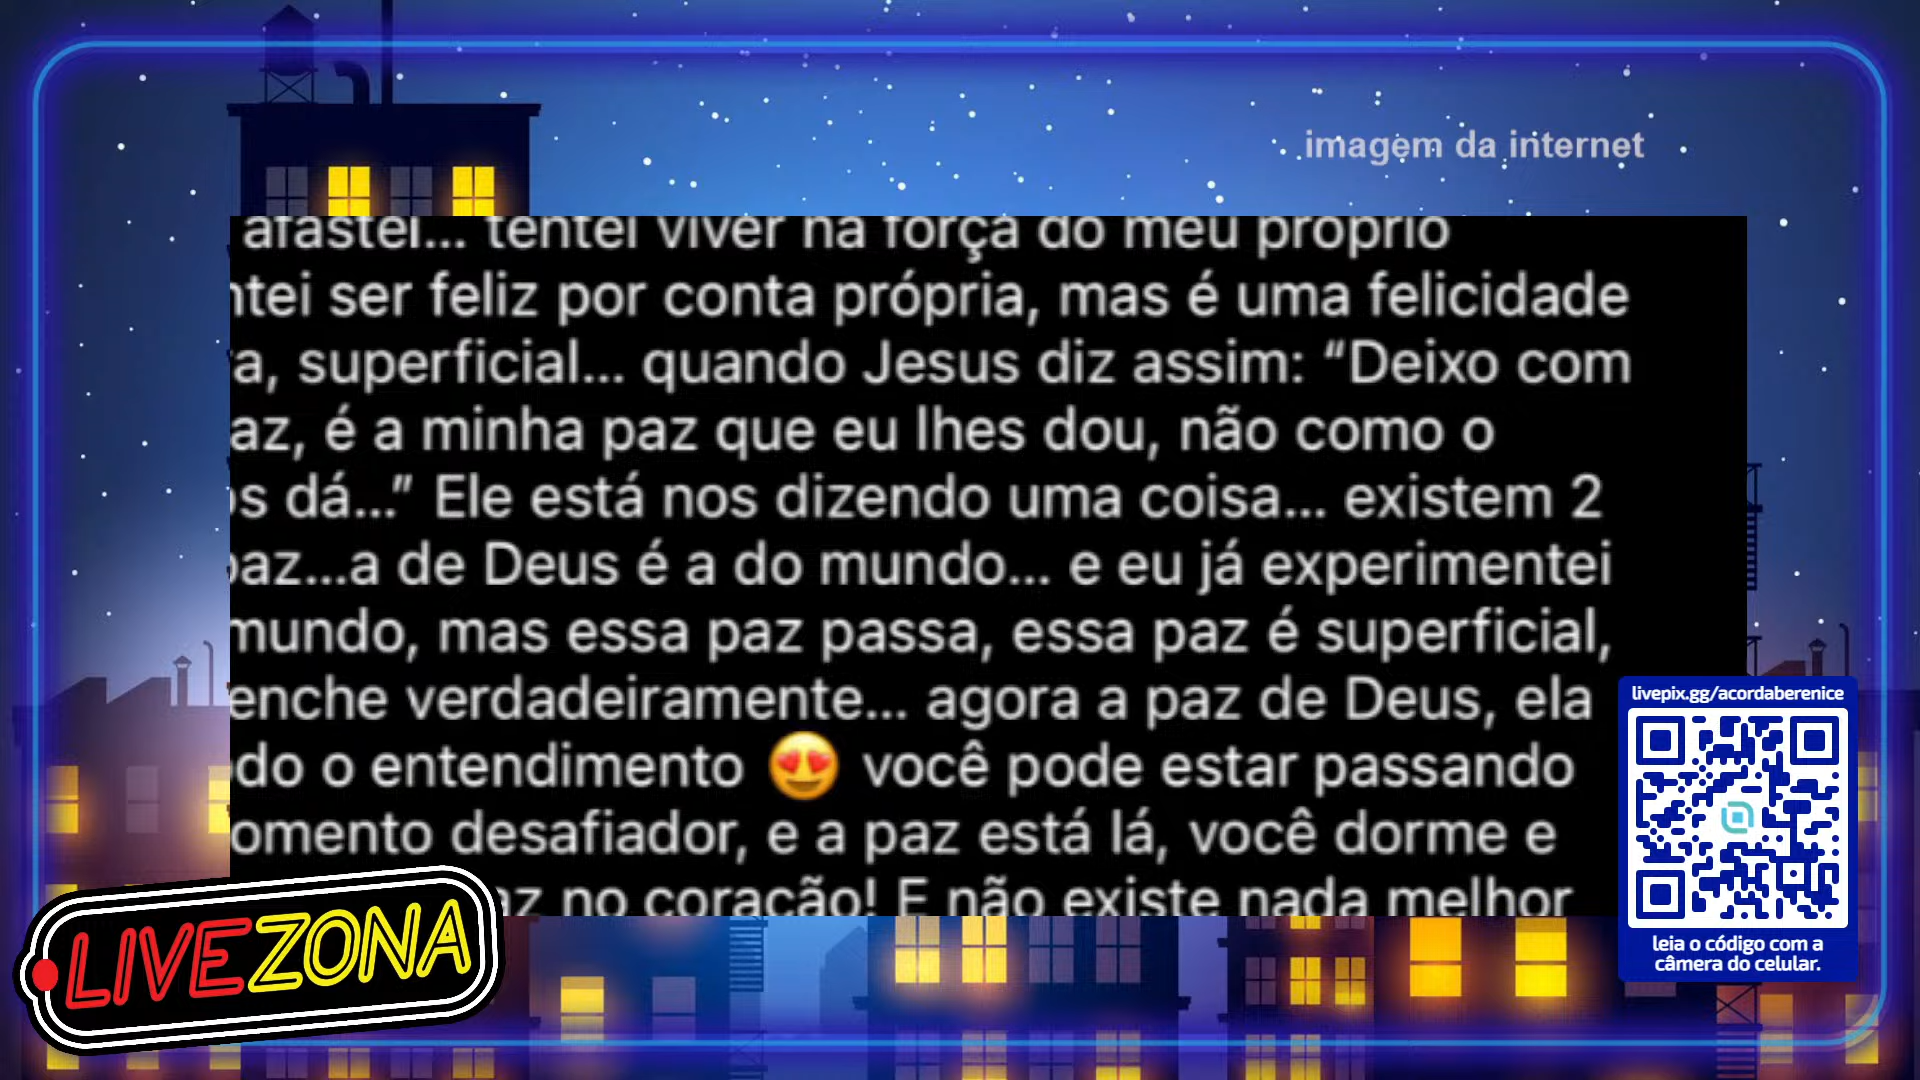 imagem da internet
afastei... tentei viver na força do meu próprio
ntei ser feliz por conta própria, mas é uma felicidade
a, superficial... quando Jesus diz assim: “Deixo com
az, é a minha paz que eu lhes dou, não como o
s dá...” Ele está nos dizendo uma coisa... existem 2
paz...a de Deus é a do mundo... e eu já experimentei
mundo, mas essa paz passa, essa paz é superficial,
enche verdadeiramente... agora a paz de Deus, ela
do o entendimento 😍 você pode estar passando
omento desafiador, e a paz está lá, você dorme e
az no coração! E não existe nada melhor
livepix.gg/acordaberenice
leia o código com a
câmera do celular.
LIVEZONA